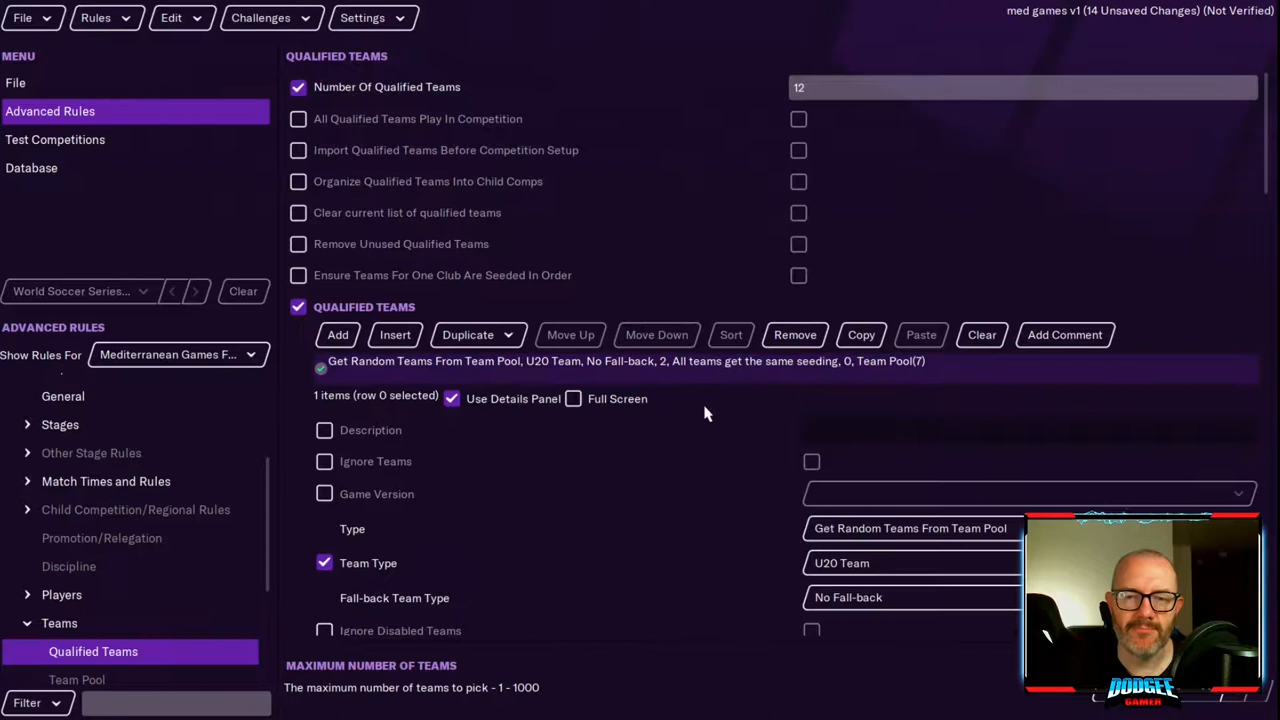 File
Rules
Edit
Challenges
Settings
med games v1 (14 Unsaved Changes) (Not Verified)
MENU
File
Advanced Rules
Test Competitions
Database
World Soccer Series...
Clear
ADVANCED RULES
Show Rules For
Mediterranean Games F...
General
Stages
Other Stage Rules
Match Times and Rules
Child Competition/Regional Rules
Promotion/Relegation
Discipline
Players
Teams
Qualified Teams
Team Pool
Filter
QUALIFIED TEAMS
Number Of Qualified Teams
12
All Qualified Teams Play In Competition
Import Qualified Teams Before Competition Setup
Organize Qualified Teams Into Child Comps
Clear current list of qualified teams
Remove Unused Qualified Teams
Ensure Teams For One Club Are Seeded In Order
QUALIFIED TEAMS
Add Insert Duplicate Move Up Move Down Sort Remove Copy Paste Clear Add Comment
Get Random Teams From Team Pool, U20 Team, No Fall-back, 2, All teams get the same seeding, 0, Team Pool(7)
1 items (row 0 selected) Use Details Panel Full Screen
Description
Ignore Teams
Game Version
Type Get Random Teams From Team Pool
Team Type U20 Team
Fall-back Team Type No Fall-back
Ignore Disabled Teams
MAXIMUM NUMBER OF TEAMS
The maximum number of teams to pick - 1 - 1000
DODGEE
GAMER